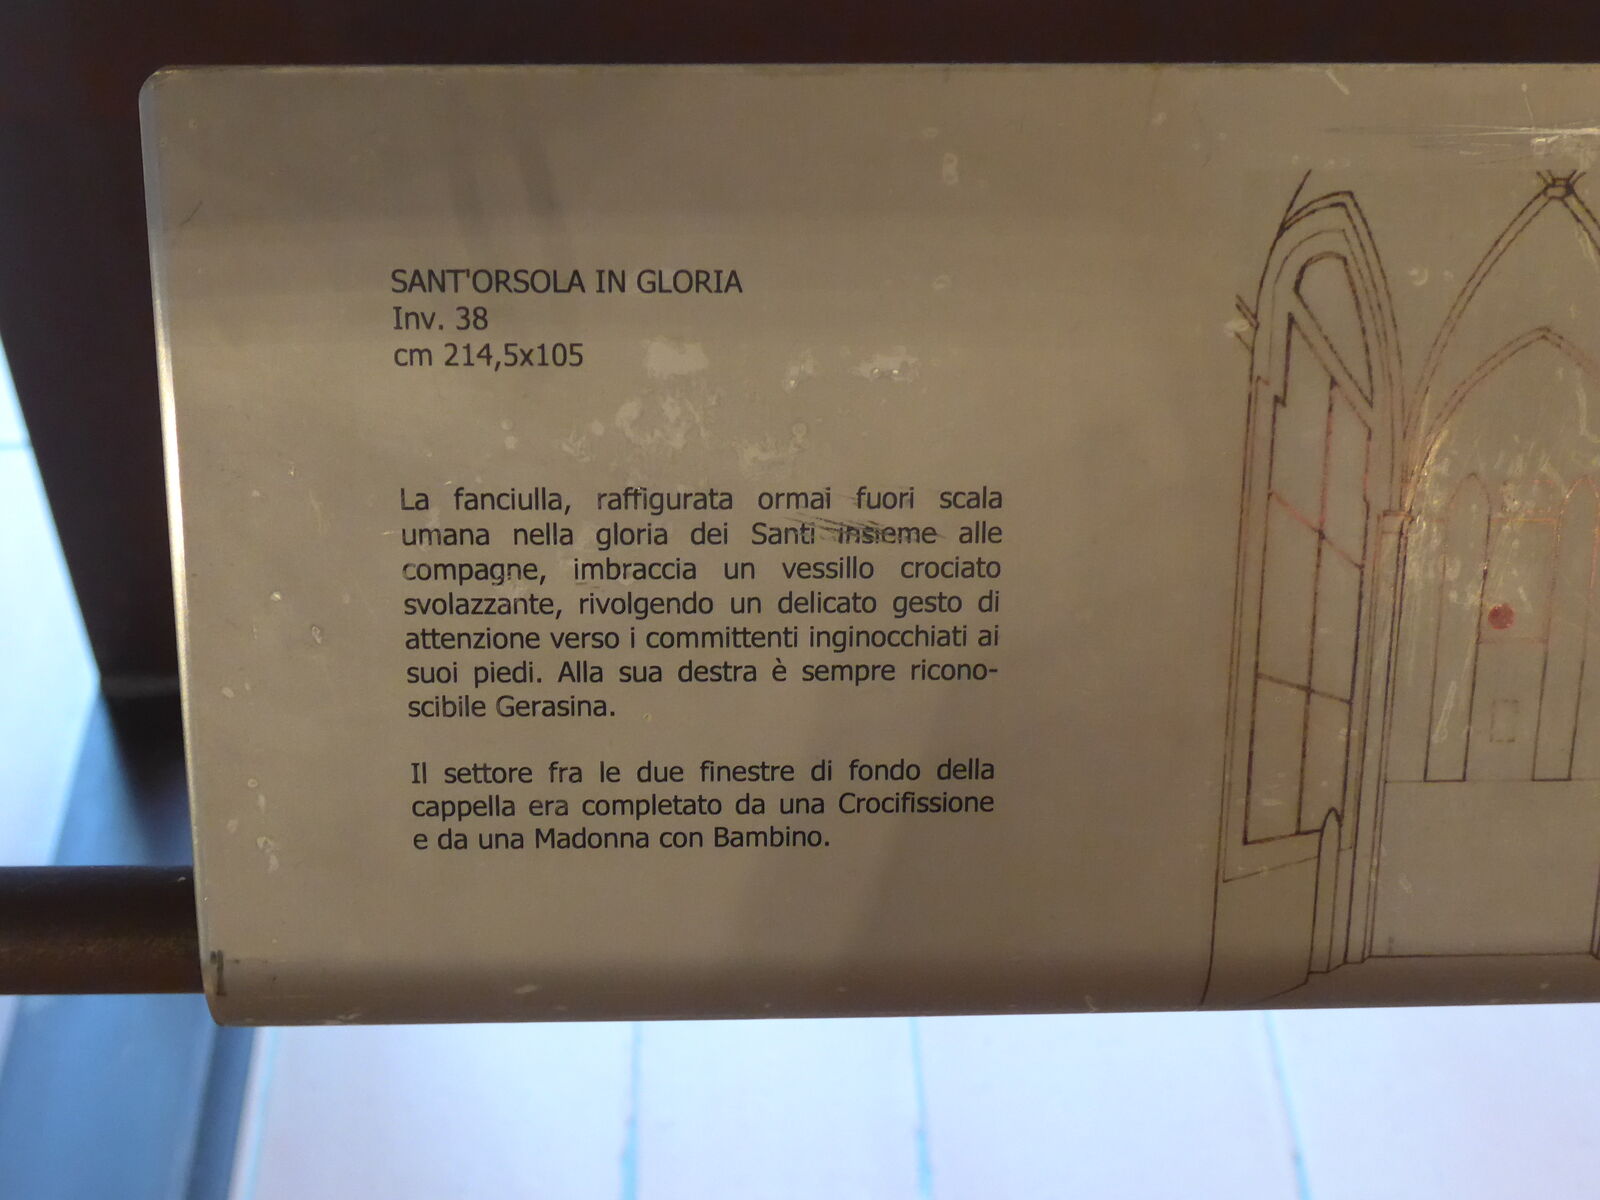 SANT'ORSOLA IN GLORIA
Inv. 38
cm 214,5x105
La fanciulla, raffigurata ormai fuori scala
umana nella gloria dei Santi insieme alle
compagne, imbraccia un vessillo crociato
svolazzante, rivolgendo un delicato gesto di
attenzione verso i committenti inginocchiati ai
suoi piedi. Alla sua destra è sempre ricono-
scibile Gerasina.
Il settore fra le due finestre di fondo della
cappella era completato da una Crocifissione
e da una Madonna con Bambino.